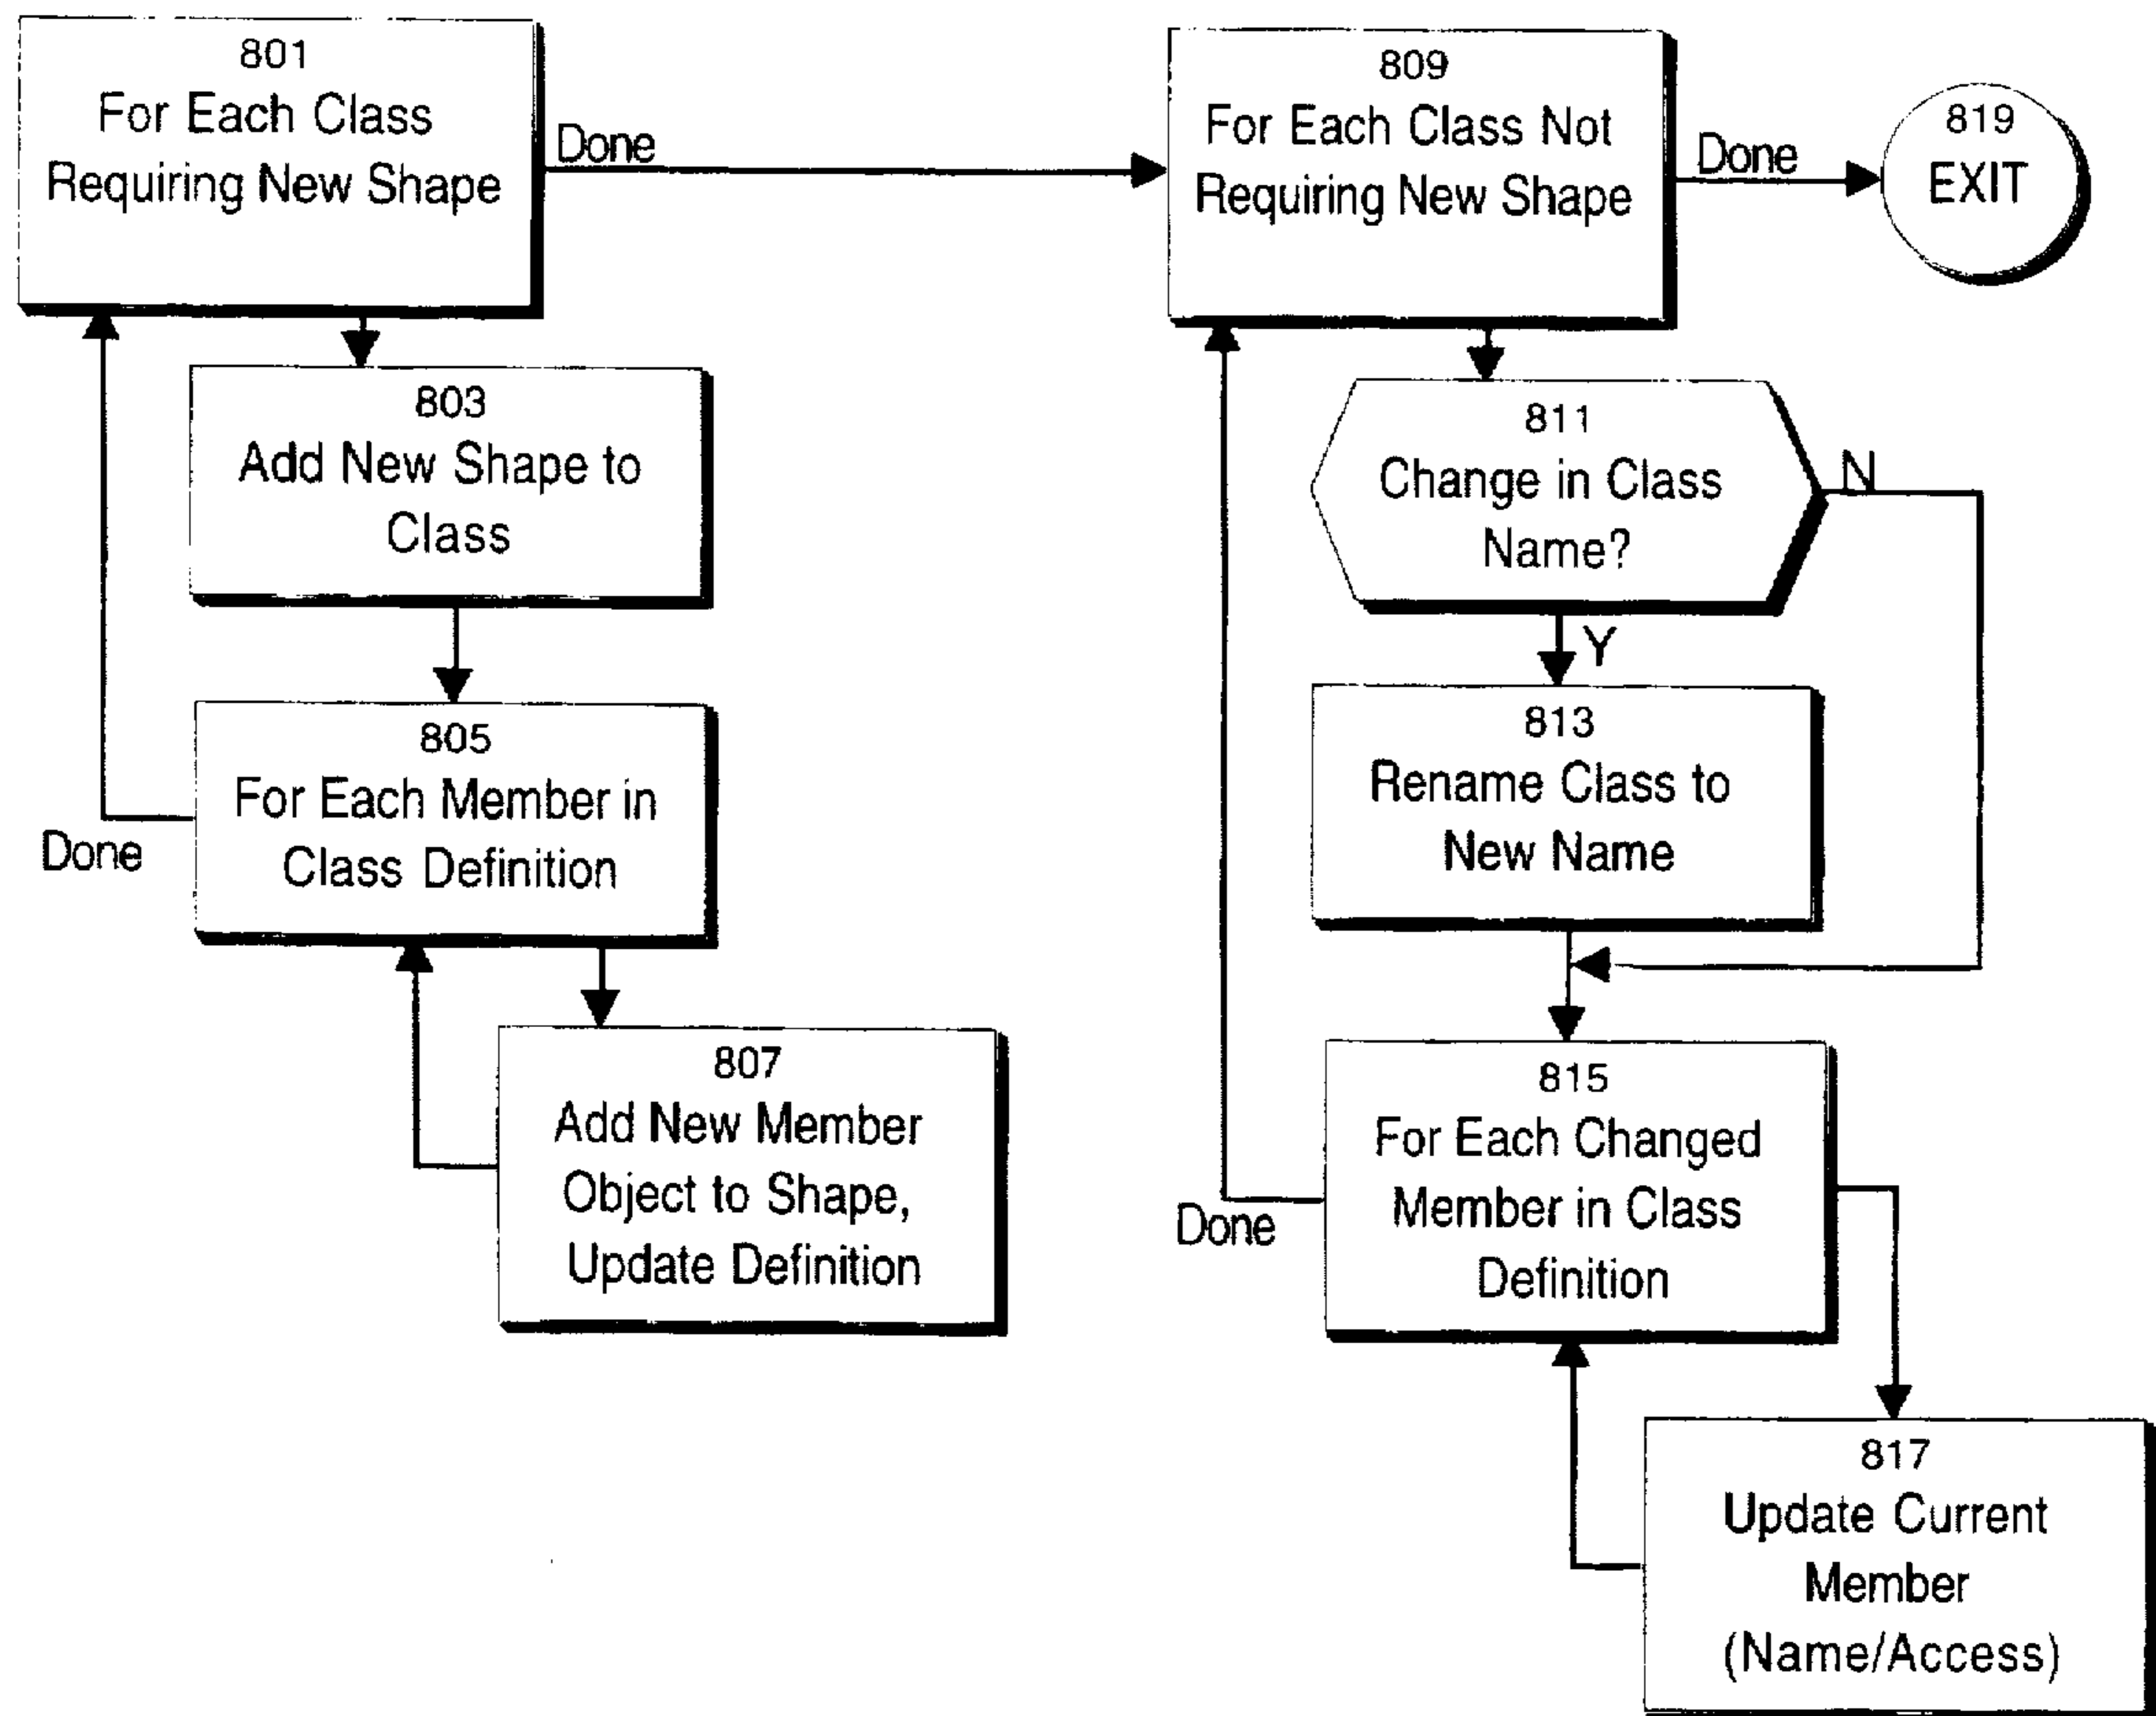 801
For Each Class
Requiring New Shape
Done
809
For Each Class Not
Requiring New Shape
Done
819
EXIT
803
Add New Shape to
Class
805
For Each Member in
Class Definition
Done
807
Add New Member
Object to Shape,
Update Definition
811
Change in Class
Name?
N
Y
813
Rename Class to
New Name
815
For Each Changed
Member in Class
Definition
Done
817
Update Current
Member
(Name/Access)